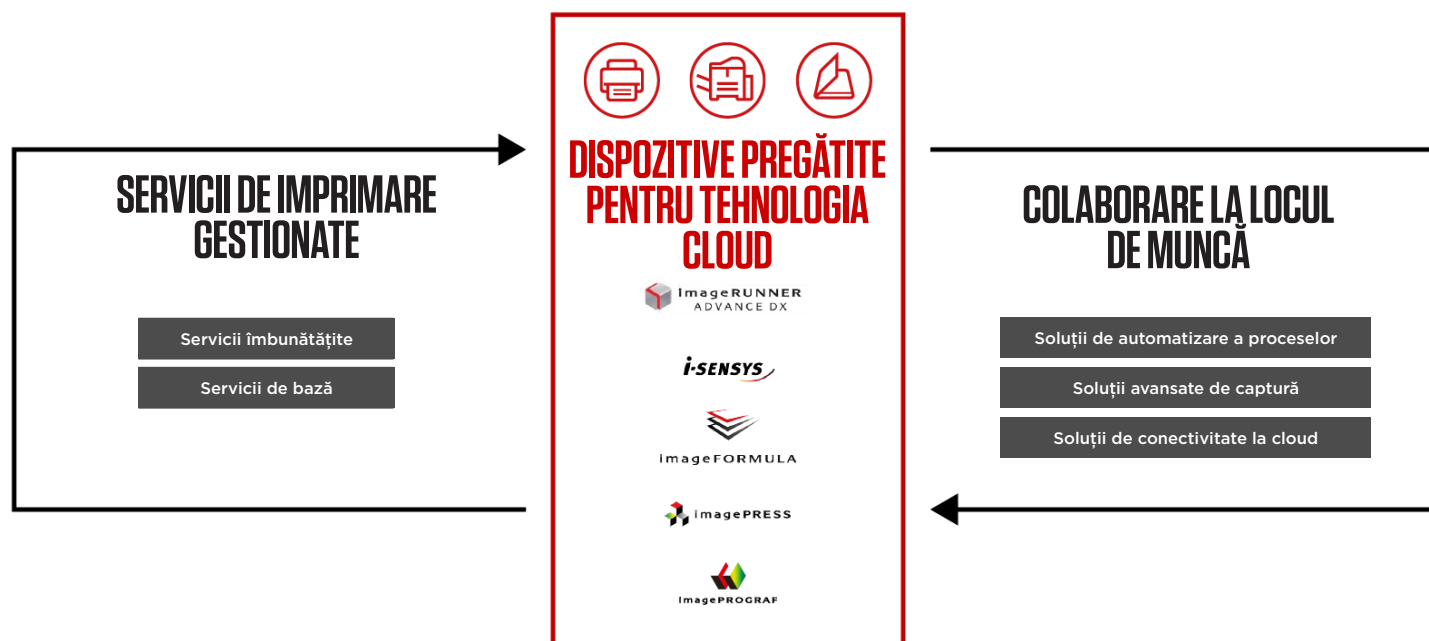 SERVICII DE IMPRIMARE
GESTIONATE
Servicii îmbunătățite
Servicii de bază
DISPOZITIVE PREGĂTITE
PENTRU TEHNOLOGIA
CLOUD
imageRUNNER
ADVANCE DX
i-SENSYS
imageFORMULA
imagePRESS
imagePROGRAF
COLABORARE LA LOCUL
DE MUNCĂ
Soluții de automatizare a proceselor
Soluții avansate de captură
Soluții de conectivitate la cloud